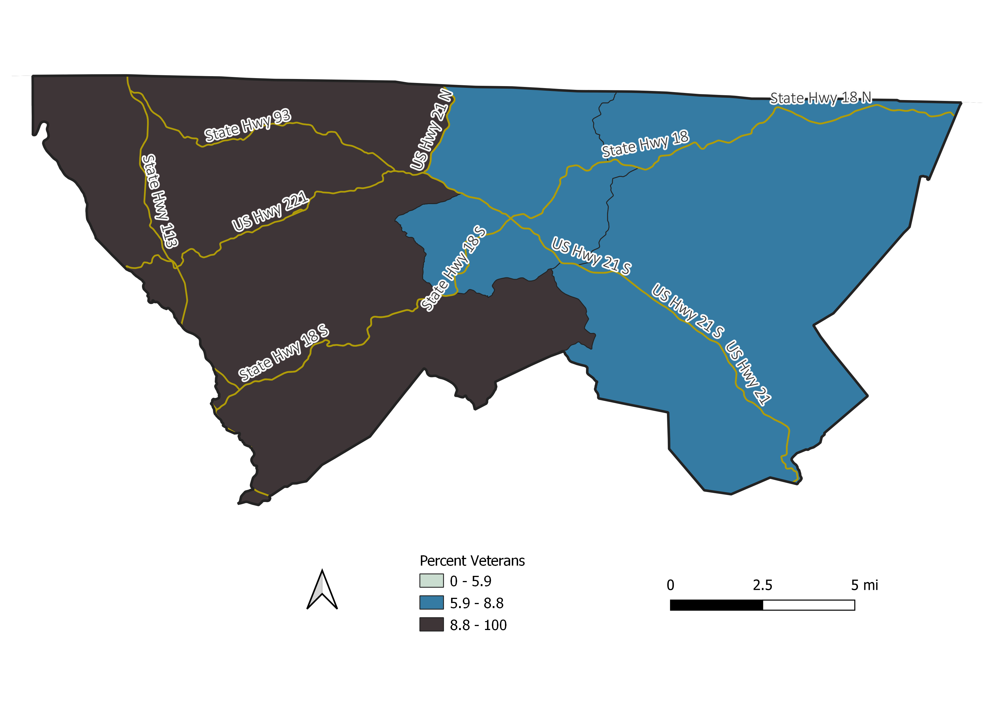 State Hwy 18 N
US Hwy 21 N
State Hwy 93
State Hwy 18
State Hwy 113
US Hwy 221
State Hwy 18 S
US Hwy 21 S
US Hwy 21 S
State Hwy 18 S
US Hwy 21
Percent Veterans
0 - 5.9
5.9 - 8.8
8.8 - 100
0 2.5 5 mi